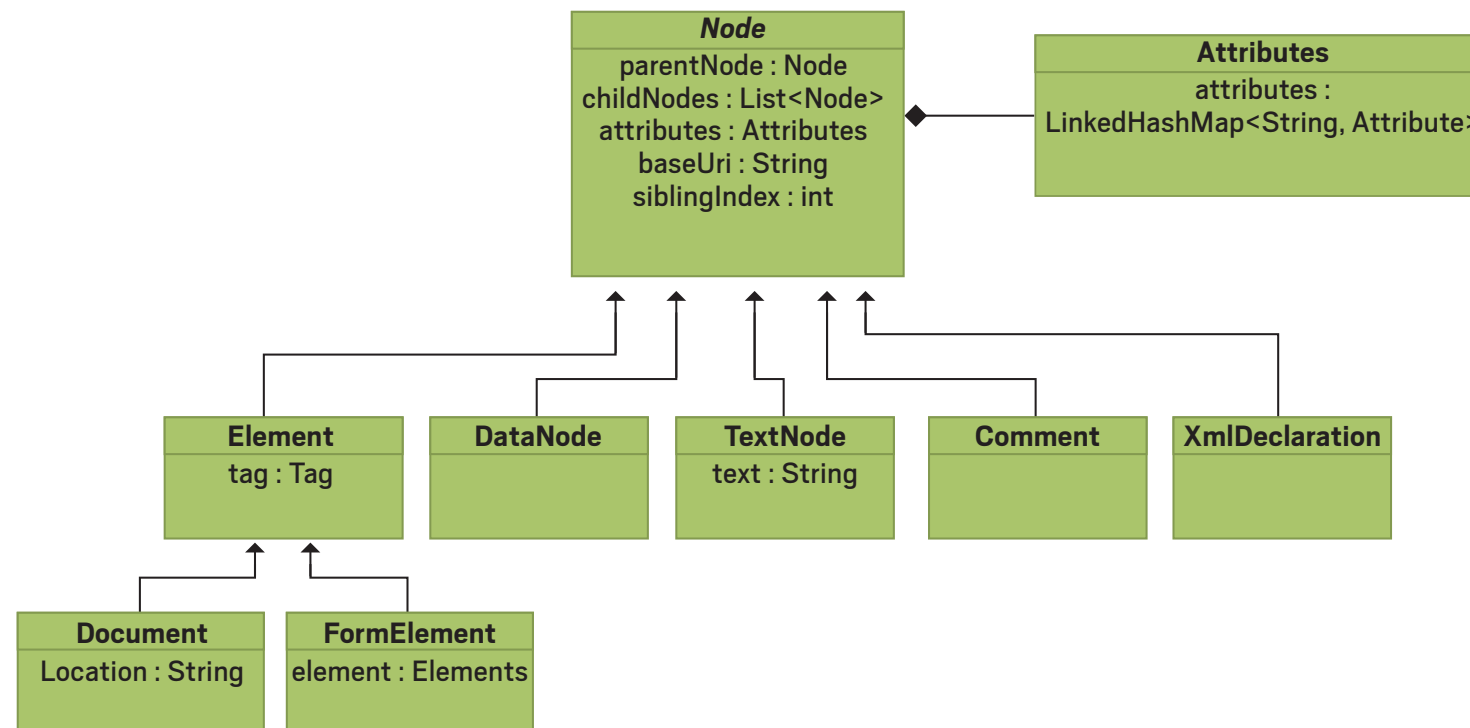 Node
parentNode : Node
childNodes : List<Node>
attributes : Attributes
baseUri : String
siblingIndex : int
Attributes
attributes :
LinkedHashMap<String, Attribute>
Element
tag : Tag
DataNode
TextNode
text : String
Comment
XmlDeclaration
Document
Location : String
FormElement
element : Elements